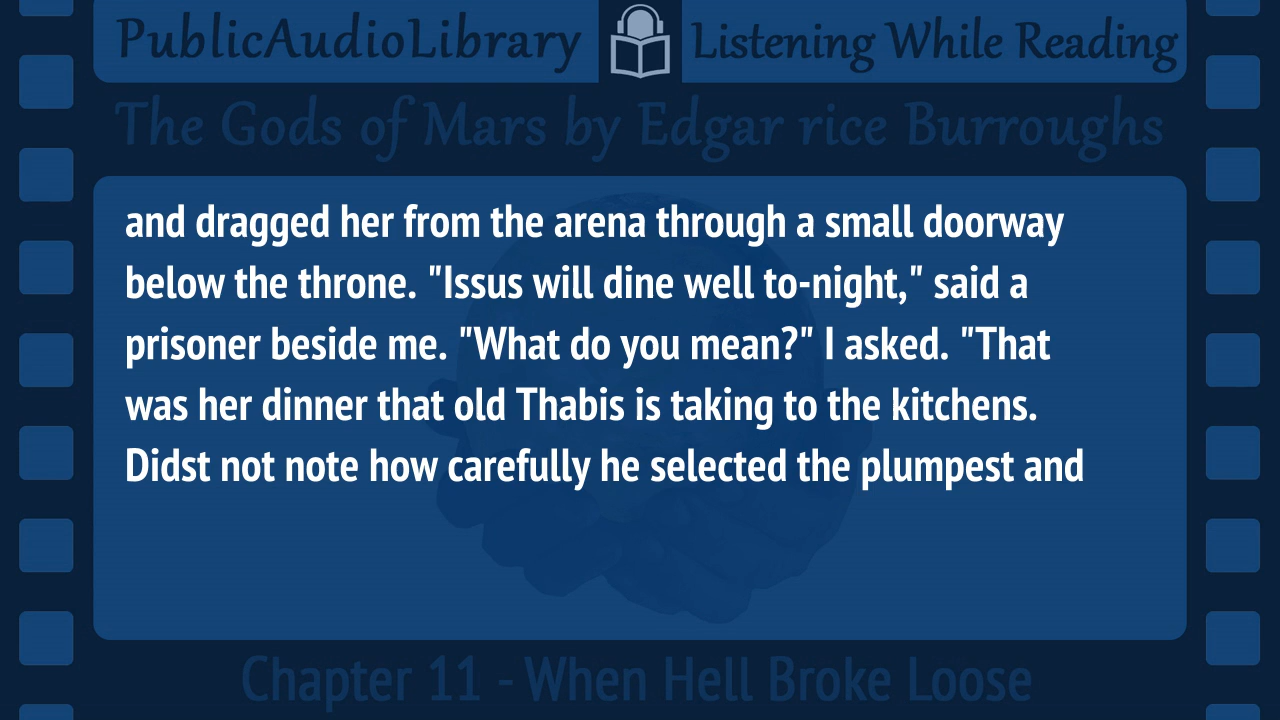 PublicAudioLibrary Listening While Reading
The Gods of Mars by Edgar rice Burroughs
and dragged her from the arena through a small doorway
below the throne. "Issus will dine well to-night," said a
prisoner beside me. "What do you mean?" I asked. "That
was her dinner that old Thabis is taking to the kitchens.
Didst not note how carefully he selected the plumpest and
Chapter 11 - When Hell Broke Loose